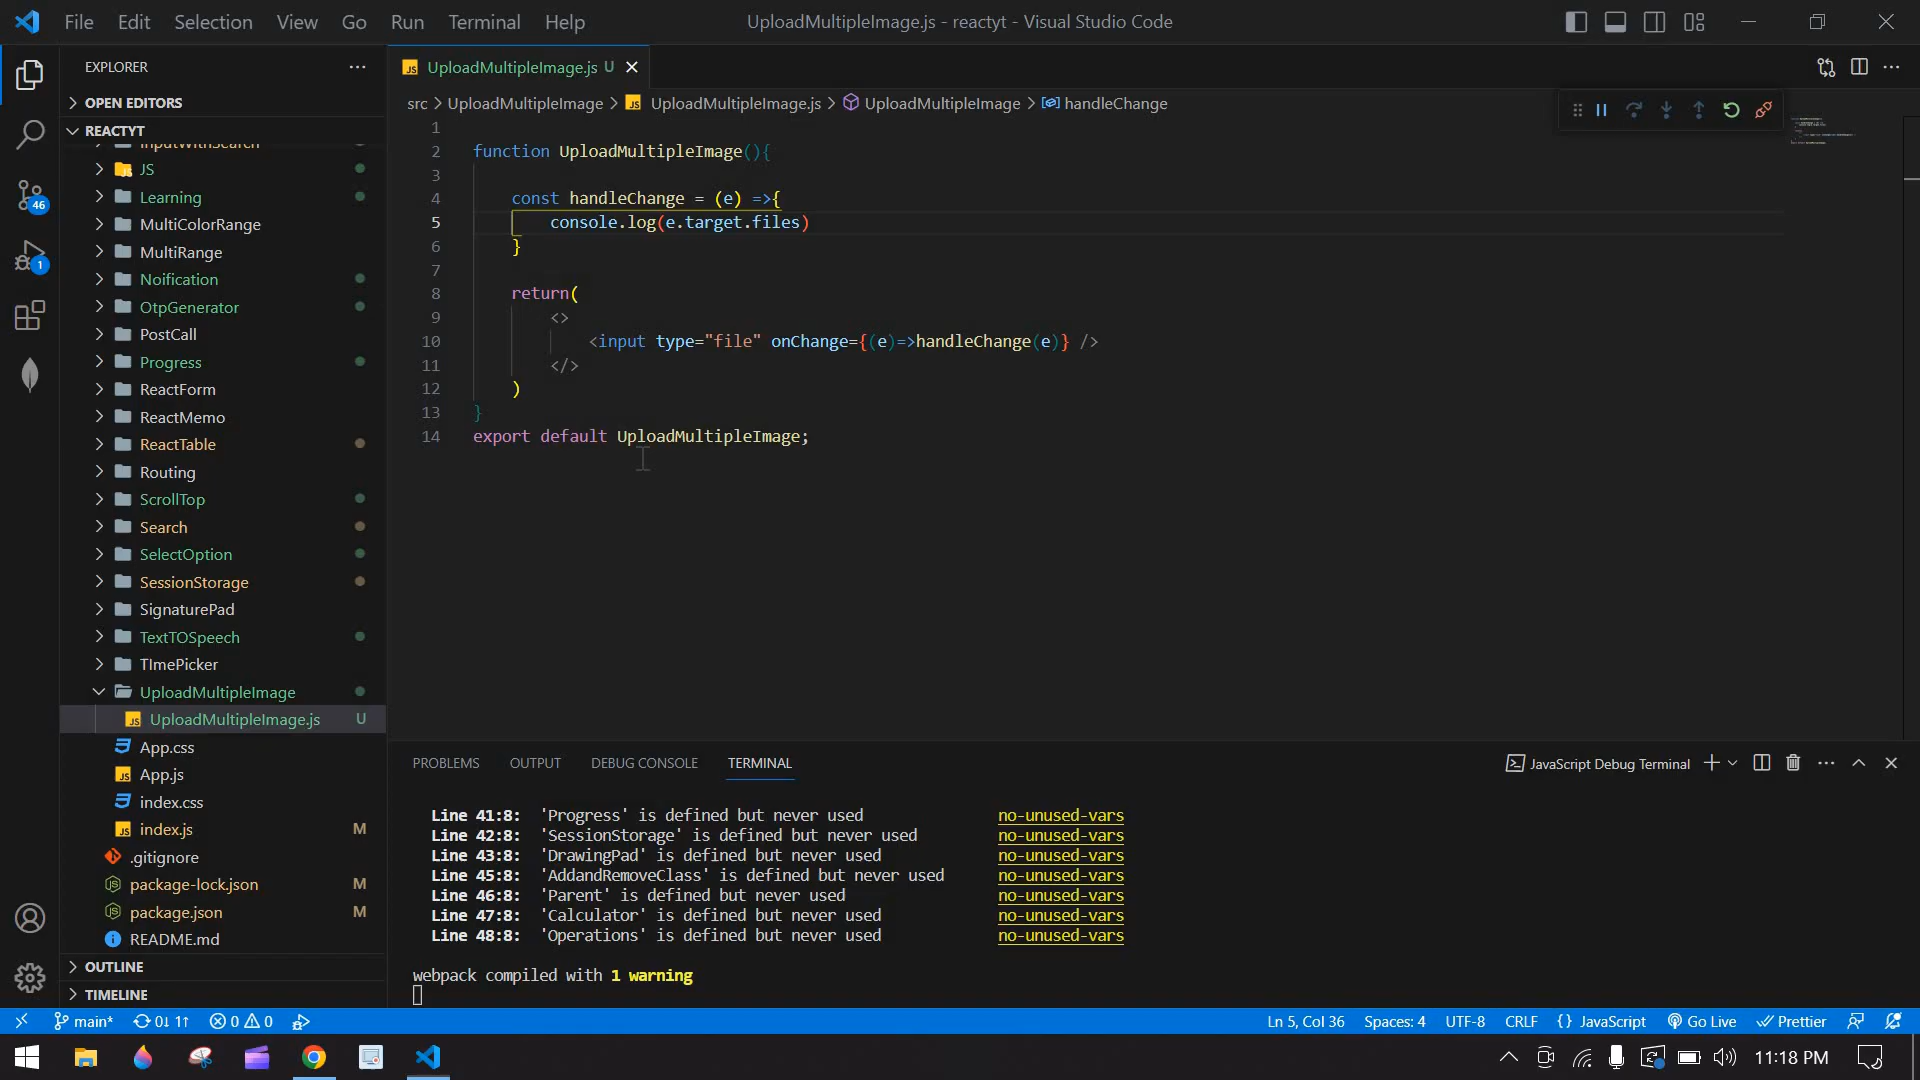 File Edit Selection View Go Run Terminal Help
UploadMultipleImage.js - reactyt - Visual Studio Code
EXPLORER
OPEN EDITORS
REACTYT
InputWithSearch
JS
Learning
MultiColorRange
MultiRange
Noification
OtpGenerator
PostCall
Progress
ReactForm
ReactMemo
ReactTable
Routing
ScrollTop
Search
SelectOption
SessionStorage
SignaturePad
TextTOSpeech
TImePicker
UploadMultipleImage
UploadMultipleImage.js U
App.css
App.js
index.css
index.js M
.gitignore
package-lock.json M
package.json M
README.md
OUTLINE
TIMELINE
46
1
UploadMultipleImage.js U
src > UploadMultipleImage > UploadMultipleImage.js > UploadMultipleImage > handleChange
1
2 function UploadMultipleImage(){
3
4 const handleChange = (e) =>{
5 console.log(e.target.files)
6 }
7
8 return(
9 <>
10 <input type="file" onChange={(e)=>handleChange(e)} />
11 </>
12 )
13 }
14 export default UploadMultipleImage;
PROBLEMS OUTPUT DEBUG CONSOLE TERMINAL
JavaScript Debug Terminal
Line 41:8: 'Progress' is defined but never used no-unused-vars
Line 42:8: 'SessionStorage' is defined but never used no-unused-vars
Line 43:8: 'DrawingPad' is defined but never used no-unused-vars
Line 45:8: 'AddandRemoveClass' is defined but never used no-unused-vars
Line 46:8: 'Parent' is defined but never used no-unused-vars
Line 47:8: 'Calculator' is defined but never used no-unused-vars
Line 48:8: 'Operations' is defined but never used no-unused-vars
webpack compiled with 1 warning
main* 0↓ 1↑ 0 0
Ln 5, Col 36 Spaces: 4 UTF-8 CRLF {} JavaScript Go Live Prettier
11:18 PM